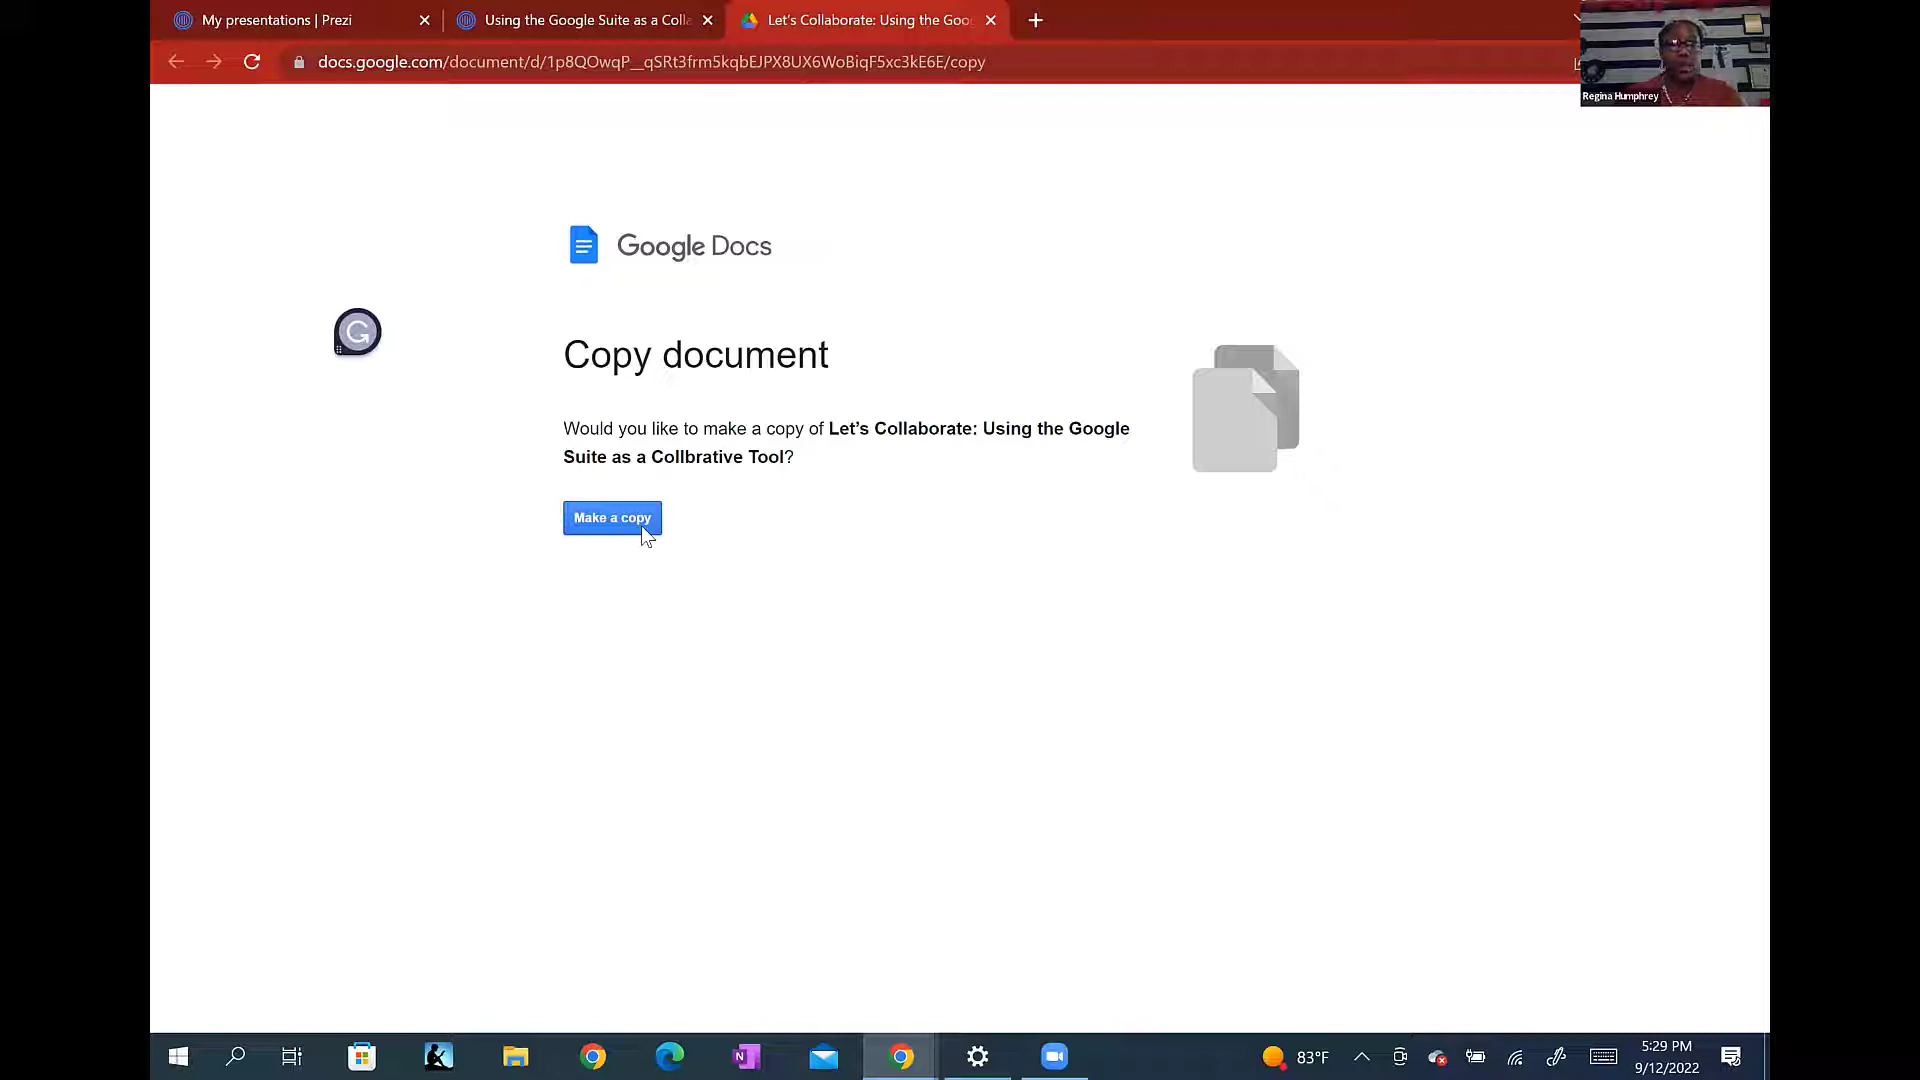 My presentations | Prezi
Using the Google Suite as a Colla
Let's Collaborate: Using the Goo
docs.google.com/document/d/1p8QOwqP__qSRt3frm5kqbEJPX8UX6WoBiqF5xc3kE6E/copy
Regina Humphrey
Google Docs
Copy document
Would you like to make a copy of Let's Collaborate: Using the Google
Suite as a Collbrative Tool?
Make a copy
83°F
5:29 PM
9/12/2022